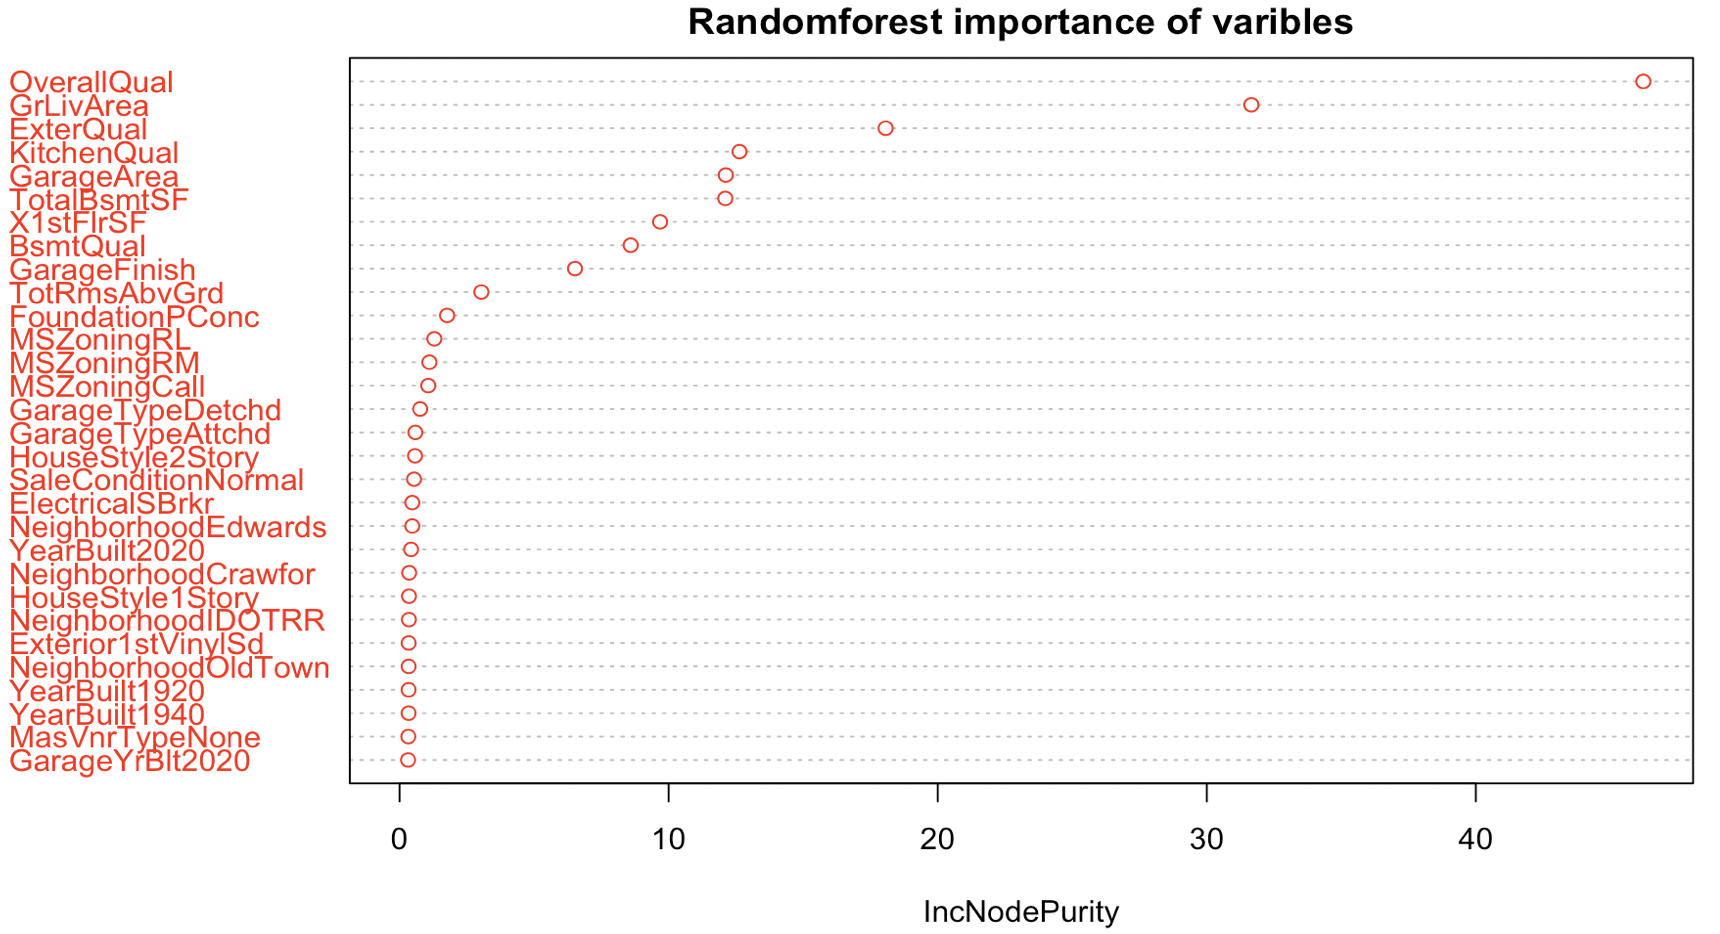 Randomforest importance of varibles
OverallQual
GrLivArea
ExterQual
KitchenQual
GarageArea
TotalBsmtSF
X1stFlrSF
BsmtQual
GarageFinish
TotRmsAbvGrd
FoundationPConc
MSZoningRL
MSZoningRM
MSZoningCall
GarageTypeDetchd
GarageTypeAttchd
HouseStyle2Story
SaleConditionNormal
ElectricalSBrkr
NeighborhoodEdwards
YearBuilt2020
NeighborhoodCrawfor
HouseStyle1Story
NeighborhoodIDOTRR
Exterior1stVinylSd
NeighborhoodOldTown
YearBuilt1920
YearBuilt1940
MasVnrTypeNone
GarageYrBlt2020
0 10 20 30 40
IncNodePurity